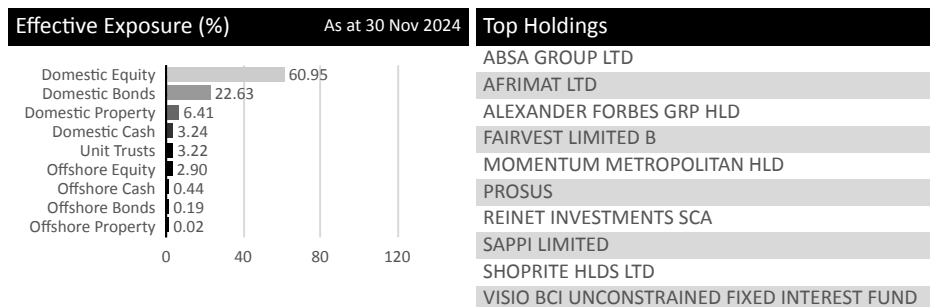 Effective Exposure (%) As at 30 Nov 2024
Domestic Equity 60.95
Domestic Bonds 22.63
Domestic Property 6.41
Domestic Cash 3.24
Unit Trusts 3.22
Offshore Equity 2.90
Offshore Cash 0.44
Offshore Bonds 0.19
Offshore Property 0.02
0 40 80 120
Top Holdings
ABSA GROUP LTD
AFRIMAT LTD
ALEXANDER FORBES GRP HLD
FAIRVEST LIMITED B
MOMENTUM METROPOLITAN HLD
PROSUS
REINET INVESTMENTS SCA
SAPPI LIMITED
SHOPRITE HLDS LTD
VISIO BCI UNCONSTRAINED FIXED INTEREST FUND